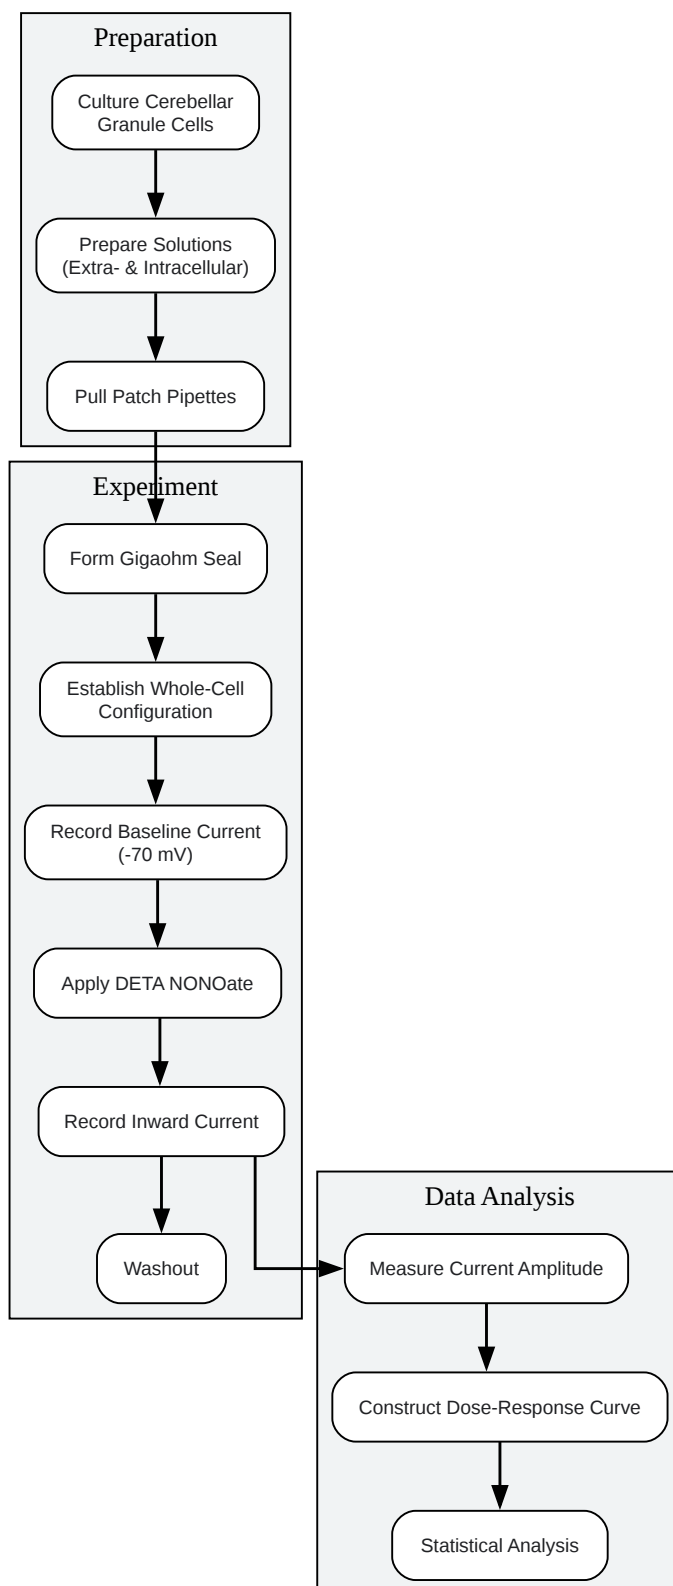 Preparation
Culture Cerebellar
Granule Cells
Prepare Solutions
(Extra- & Intracellular)
Pull Patch Pipettes
Experiment
Form Gigaohm Seal
Establish Whole-Cell
Configuration
Record Baseline Current
(-70 mV)
Apply DETA NONOate
Record Inward Current
Washout
Data Analysis
Measure Current Amplitude
Construct Dose-Response Curve
Statistical Analysis